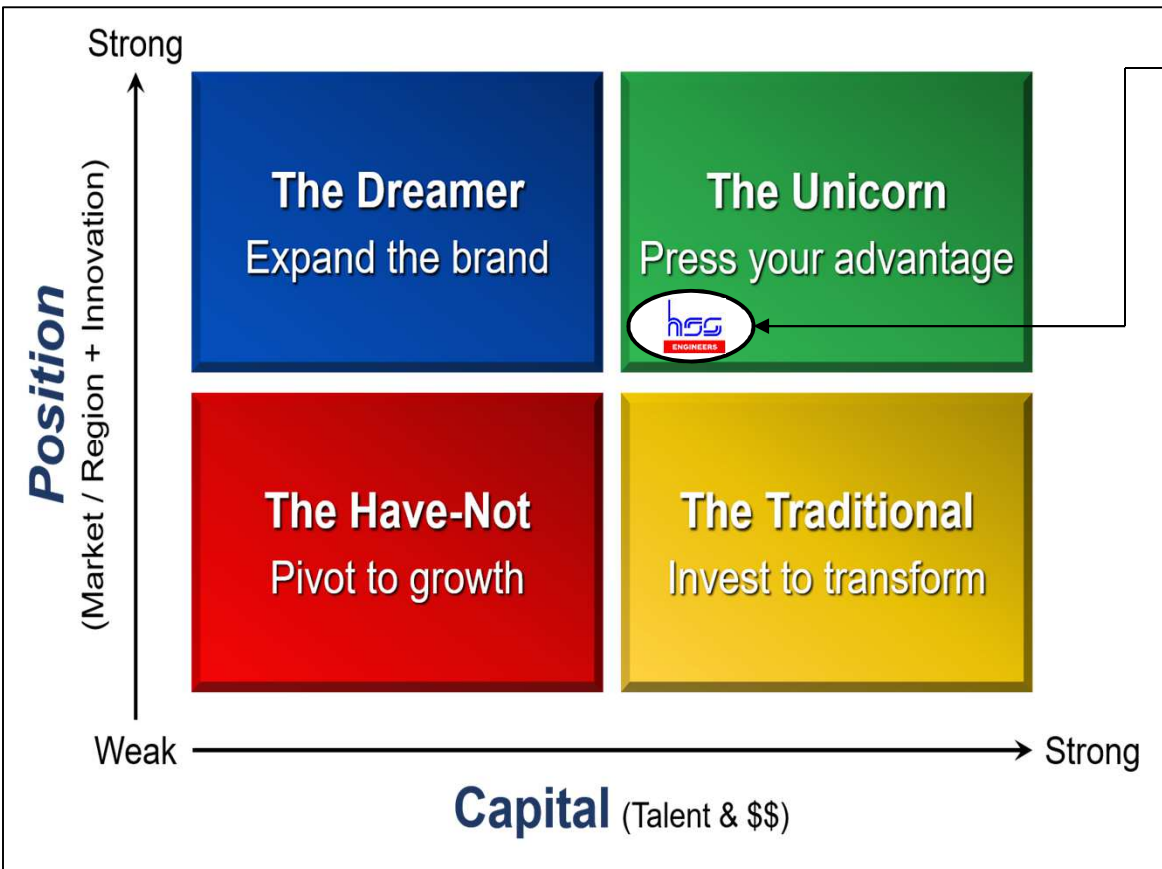 Strong
The Dreamer
Expand the brand
The Unicorn
Press your advantage
hss
ENGINEERS
Position
(Market / Region + Innovation)
The Have-Not
Pivot to growth
The Traditional
Invest to transform
Weak
Strong
Capital (Talent & $$)